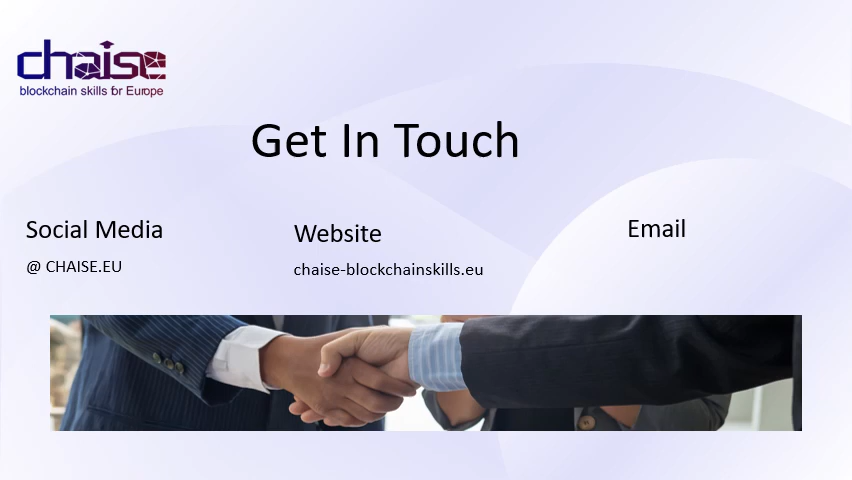 chaise
blockchain skills for Europe
Get In Touch
Social Media
@ CHAISE.EU
Website
chaise-blockchainskills.eu
Email